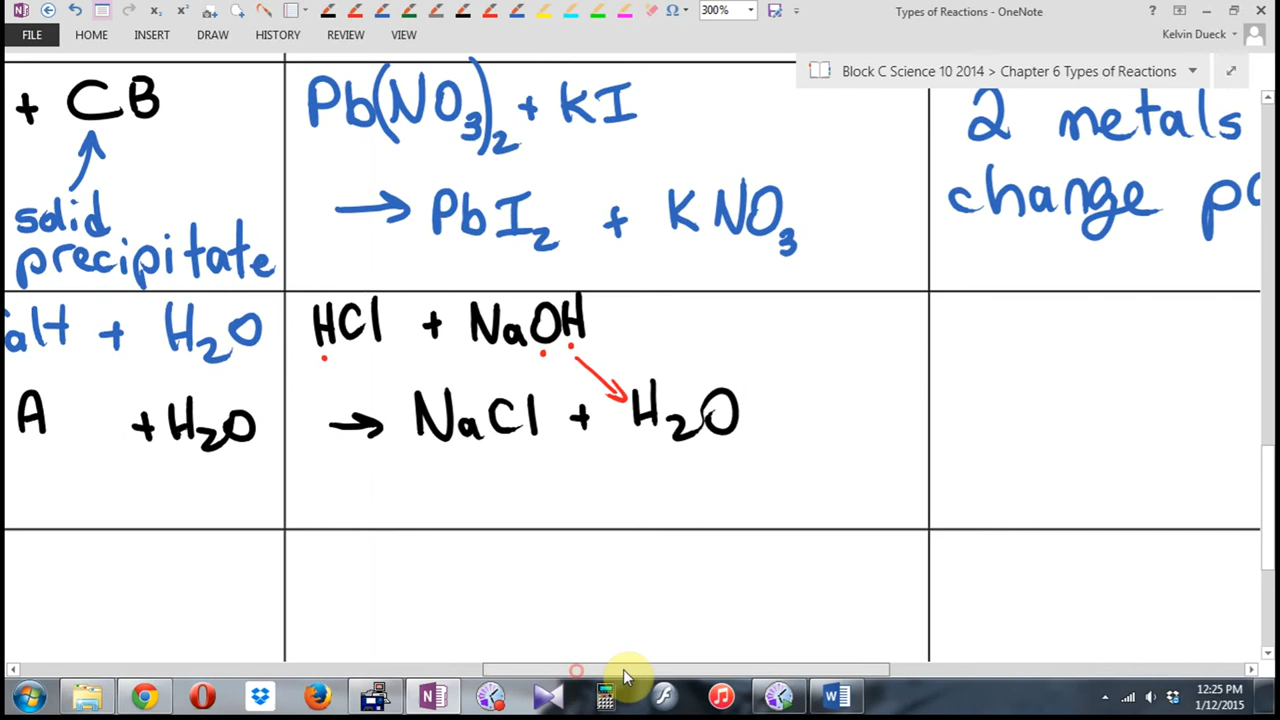 Types of Reactions - OneNote
300%
FILE HOME INSERT DRAW HISTORY REVIEW VIEW
Kelvin Dueck
Block C Science 10 2014 > Chapter 6 Types of Reactions
+ CB
Pb(NO₃)₂ + KI
2 metals
solid
precipitate
→ PbI₂ + KNO₃
change
+ H₂O
HCl + NaOH
A + H₂O
→ NaCl + H₂O
12:25 PM
1/12/2015